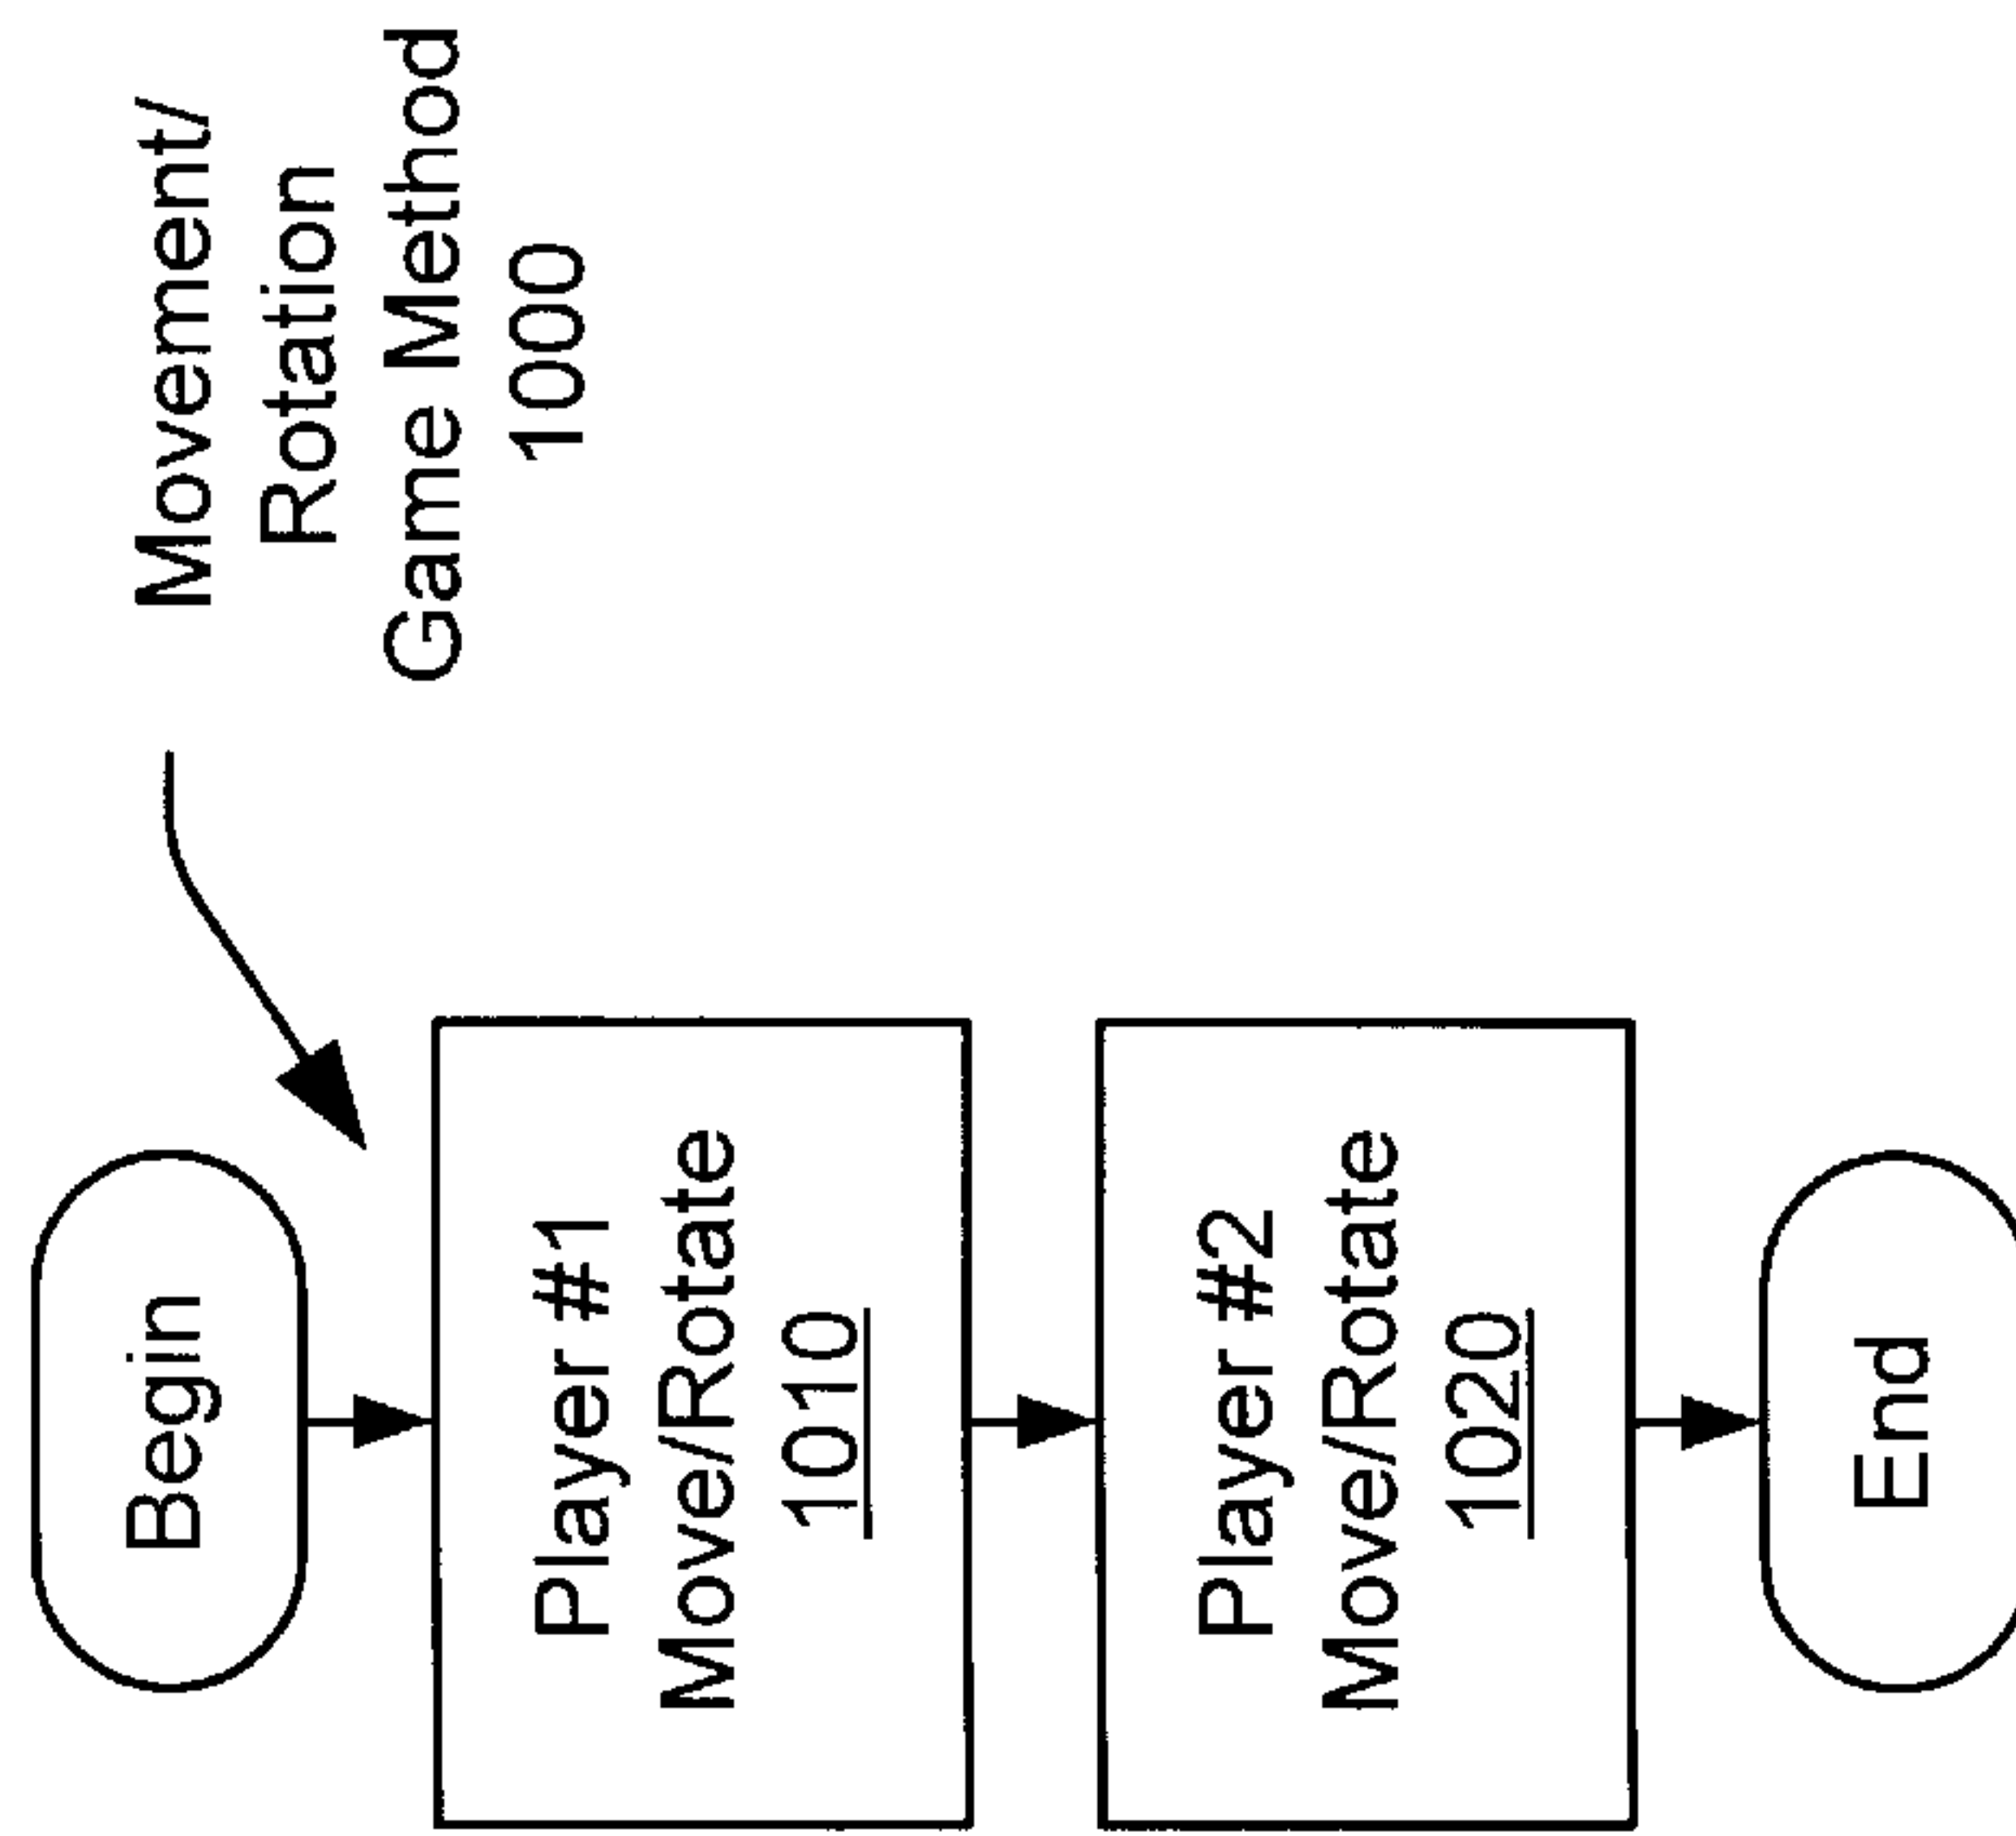 Movement/
Rotation
Game Method
1000
Begin
Player #1
Move/Rotate
1010
Player #2
Move/Rotate
1020
End